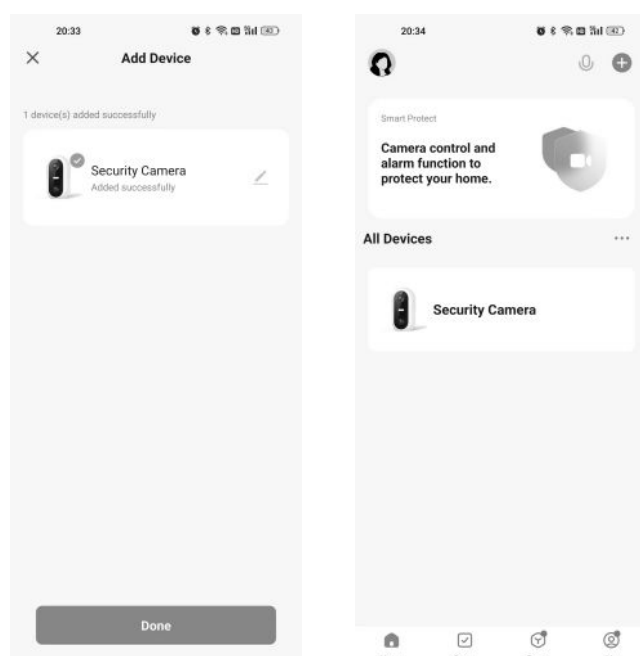 20:33
Add Device
1 device(s) added successfully
Security Camera
Added successfully
Done
20:34
Smart Protect
Camera control and
alarm function to
protect your home.
All Devices
Security Camera